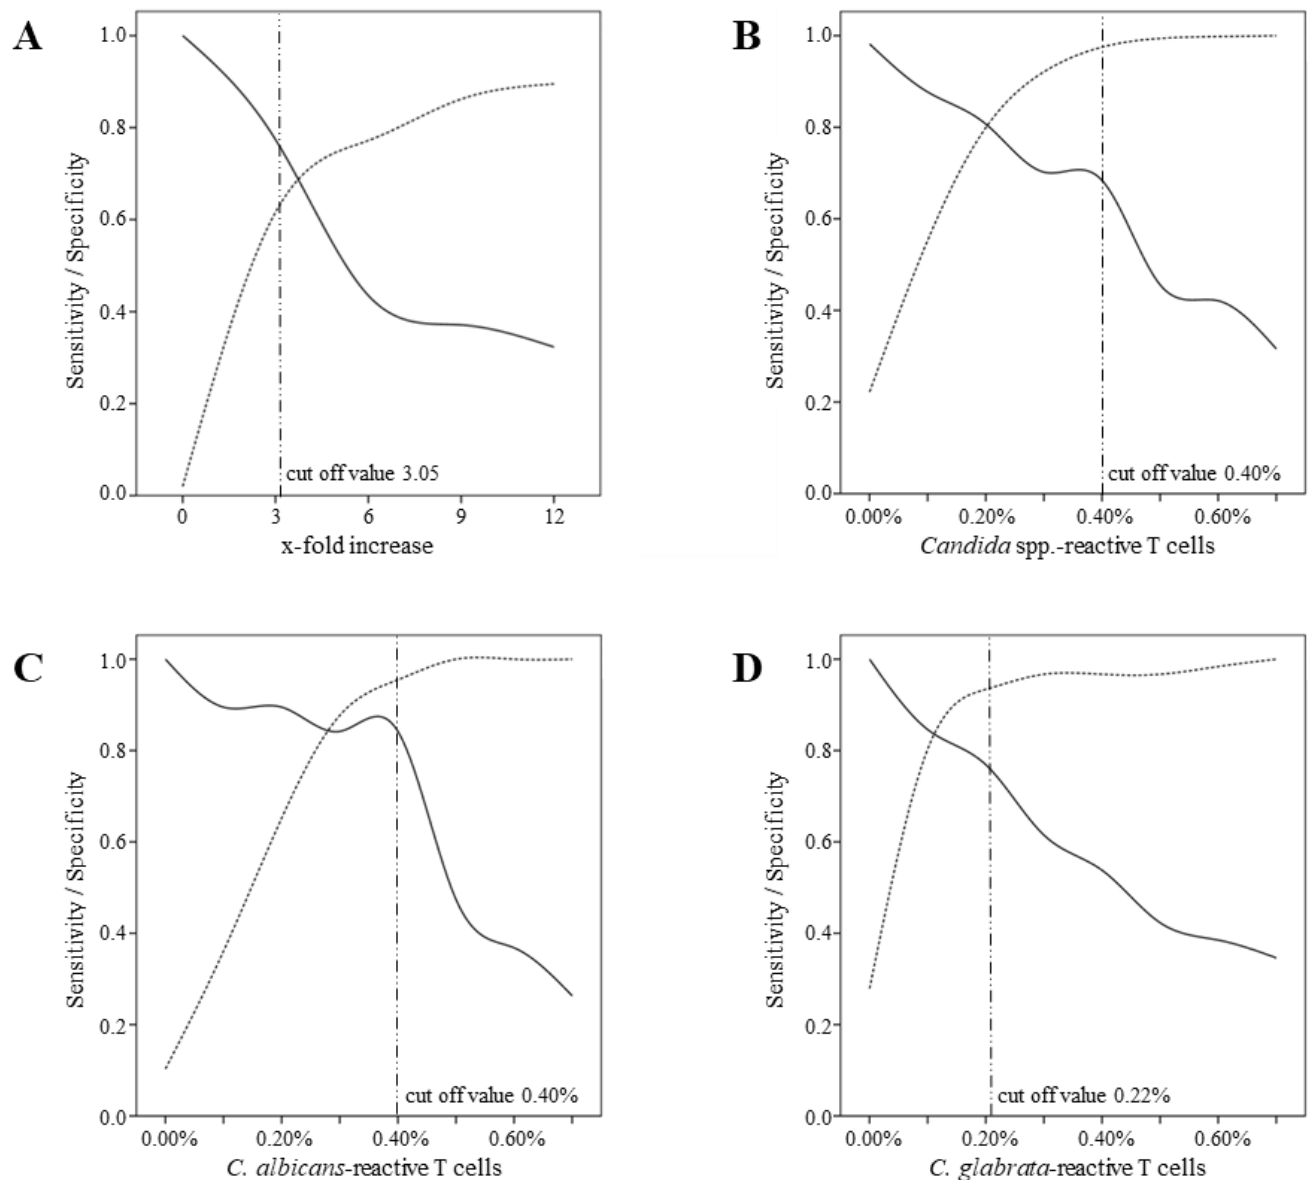 A
Sensitivity / Specificity
1.0
0.8
0.6
0.4
0.2
0.0
cut off value 3.05
0 3 6 9 12
x-fold increase
B
Sensitivity / Specificity
1.0
0.8
0.6
0.4
0.2
0.0
cut off value 0.40%
0.00% 0.20% 0.40% 0.60%
Candida spp.-reactive T cells
C
Sensitivity / Specificity
1.0
0.8
0.6
0.4
0.2
0.0
cut off value 0.40%
0.00% 0.20% 0.40% 0.60%
C. albicans-reactive T cells
D
Sensitivity / Specificity
1.0
0.8
0.6
0.4
0.2
0.0
cut off value 0.22%
0.00% 0.20% 0.40% 0.60%
C. glabrata-reactive T cells